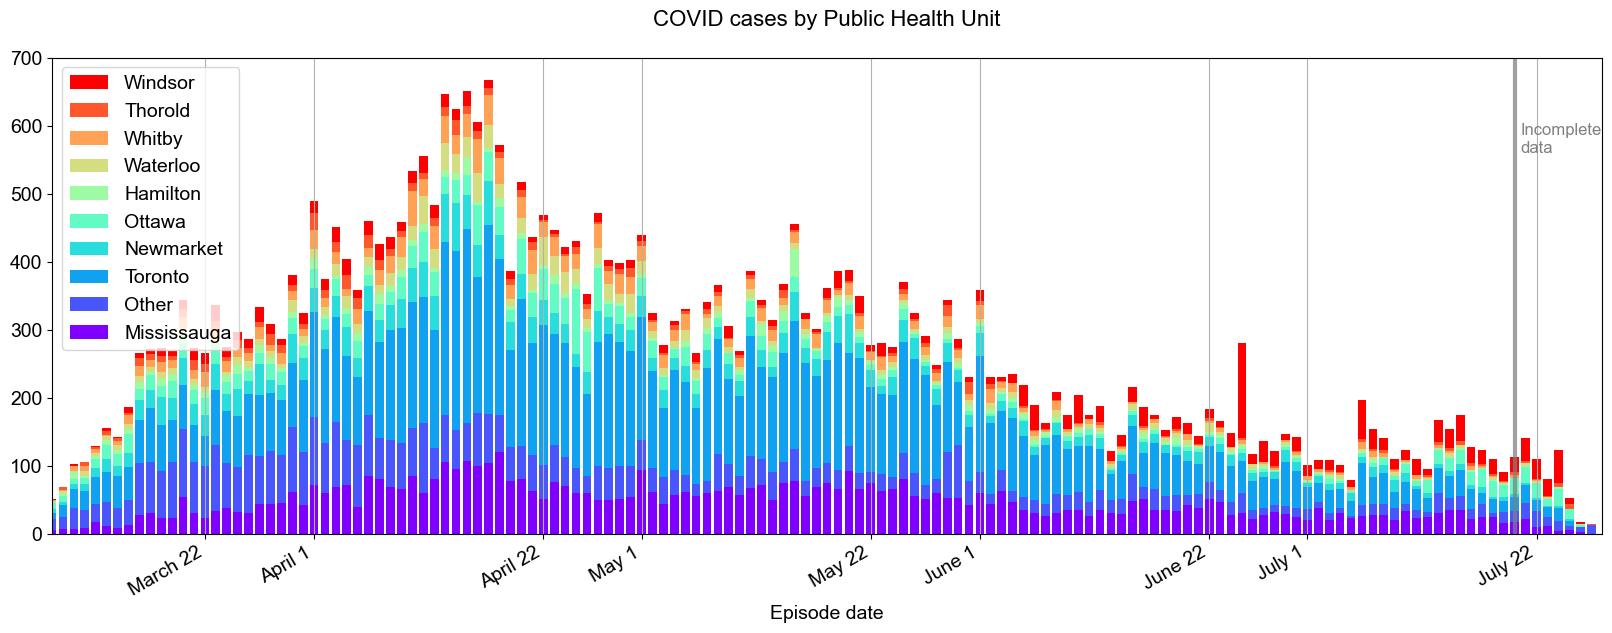 COVID cases by Public Health Unit
700
600
500
400
300
200
100
0
Windsor
Thorold
Whitby
Waterloo
Hamilton
Ottawa
Newmarket
Toronto
Other
Mississauga
Incomplete
data
March 22
April 1
April 22
May 1
May 22
June 1
June 22
July 1
July 22
Episode date